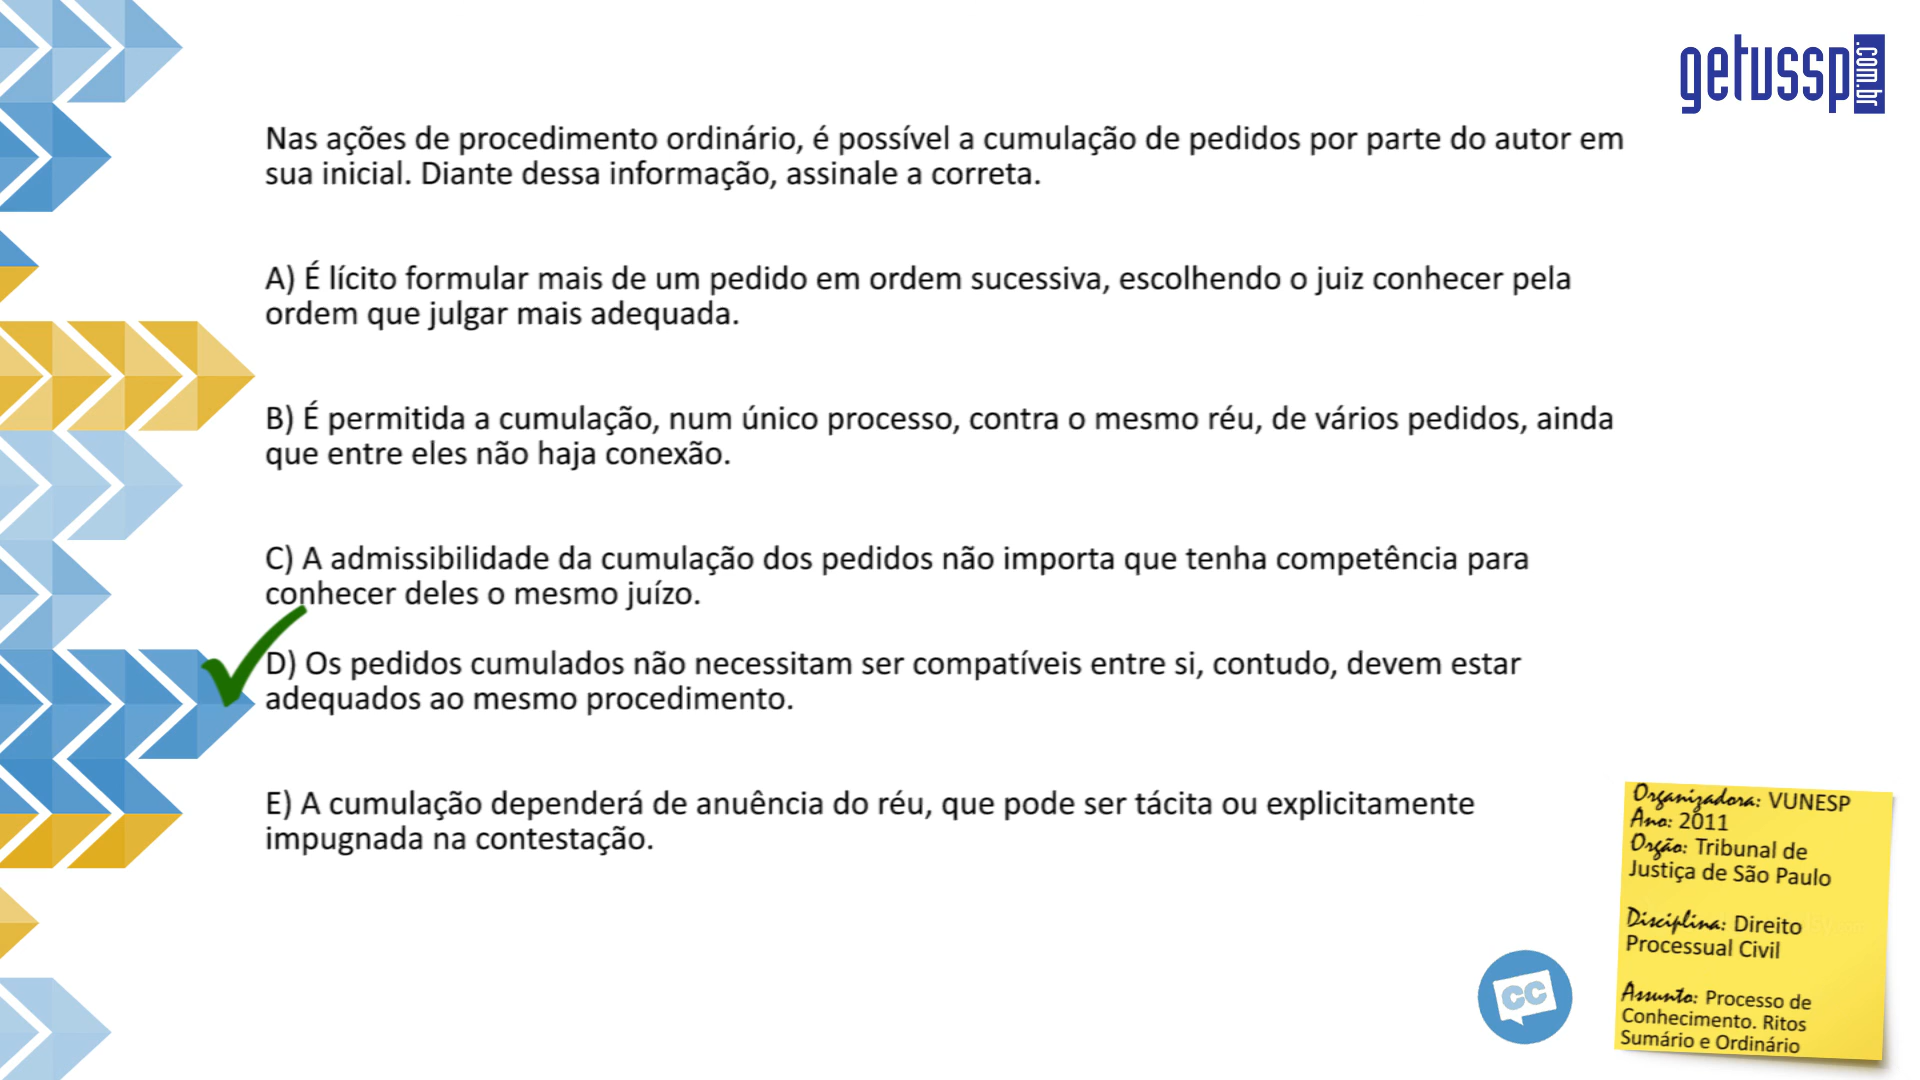 getussp.com.br
Nas ações de procedimento ordinário, é possível a cumulação de pedidos por parte do autor em
sua inicial. Diante dessa informação, assinale a correta.
A) É lícito formular mais de um pedido em ordem sucessiva, escolhendo o juiz conhecer pela
ordem que julgar mais adequada.
B) É permitida a cumulação, num único processo, contra o mesmo réu, de vários pedidos, ainda
que entre eles não haja conexão.
C) A admissibilidade da cumulação dos pedidos não importa que tenha competência para
conhecer deles o mesmo juízo.
D) Os pedidos cumulados não necessitam ser compatíveis entre si, contudo, devem estar
adequados ao mesmo procedimento.
E) A cumulação dependerá de anuência do réu, que pode ser tácita ou explicitamente
impugnada na contestação.
Organizadora: VUNESP
Ano: 2011
Orgão: Tribunal de
Justiça de São Paulo
Disciplina: Direito
Processual Civil
Assunto: Processo de
Conhecimento. Ritos
Sumário e Ordinário
CC